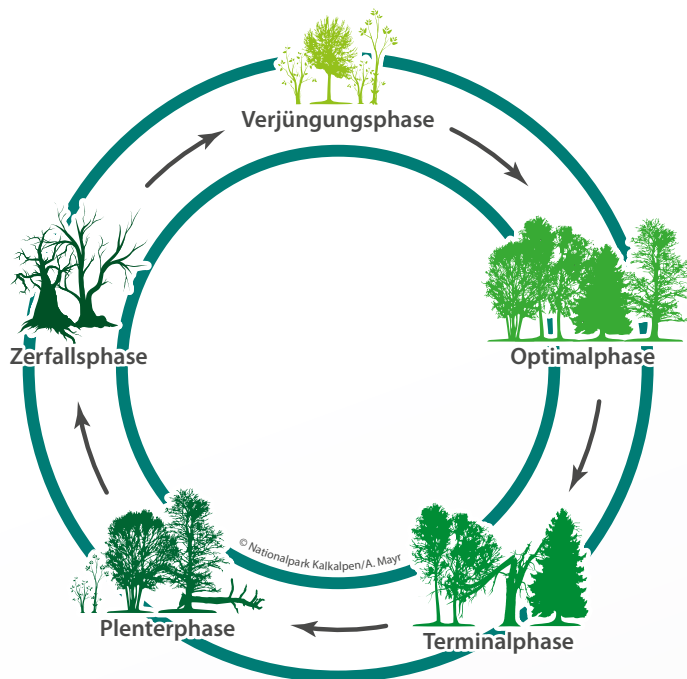 Verjüngungsphase
Optimalphase
Zerfallsphase
© Nationalpark Kalkalpen/A. Mayr
Plenterphase
Terminalphase